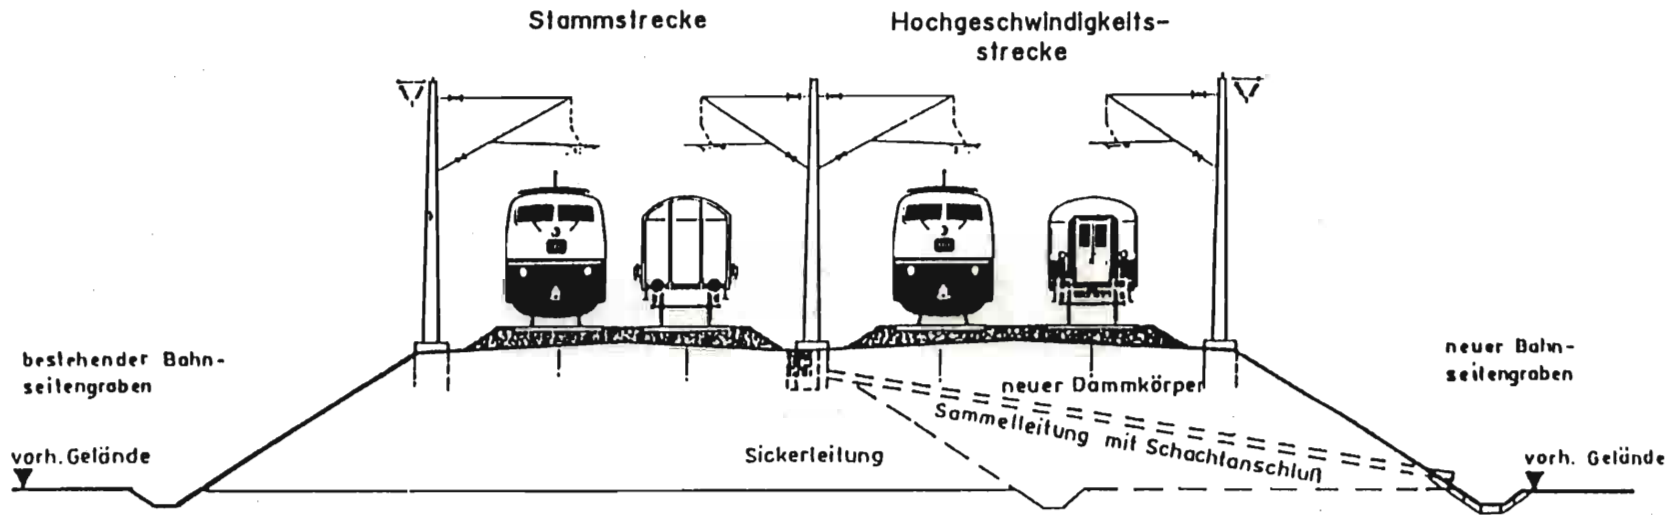 Stammstrecke
Hochgeschwindigkeits-
strecke
bestehender Bahn-
seitengraben
neuer Bahn-
seitengraben
neuer Dammkörper
Sammelleitung mit Schachtanschluß
Sickerleitung
vorh. Gelände
vorh. Gelände